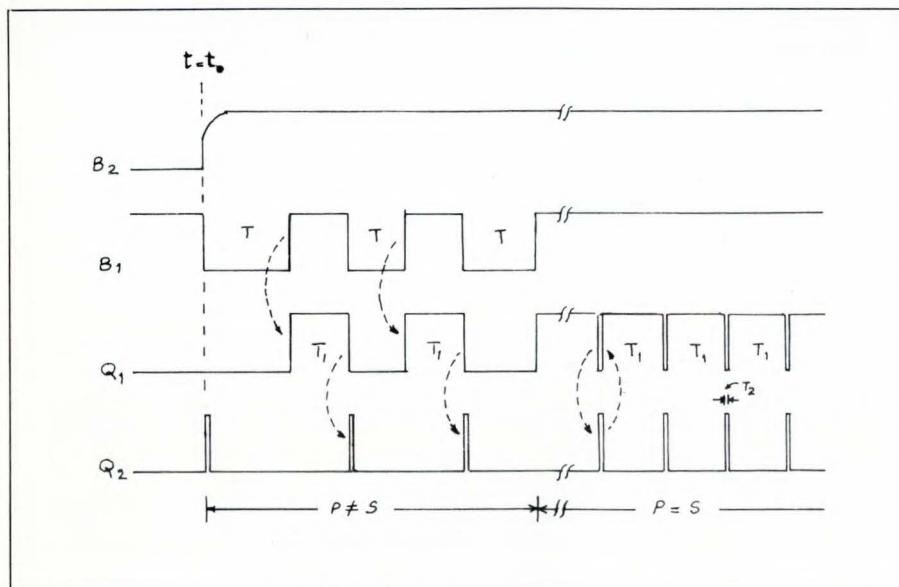 t=t₀
B₂
T T T
B₁
T₁ T₁ T₁ T₁ T₁
Q₁
T₂
Q₂
P ≠ S P = S